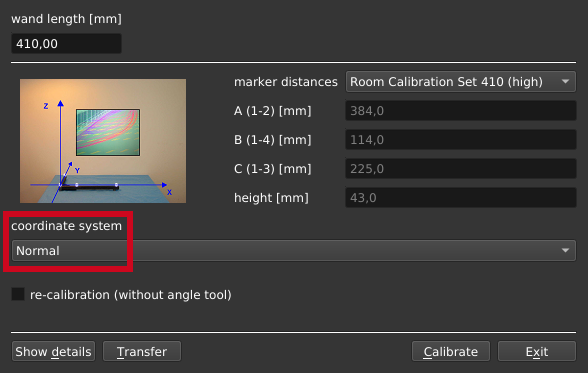 wand length [mm]
410,00
marker distances Room Calibration Set 410 (high)
Z
Y
X
A (1-2) [mm] 384,0
B (1-4) [mm] 114,0
C (1-3) [mm] 225,0
height [mm] 43,0
coordinate system
Normal
re-calibration (without angle tool)
Show details Transfer Calibrate Exit